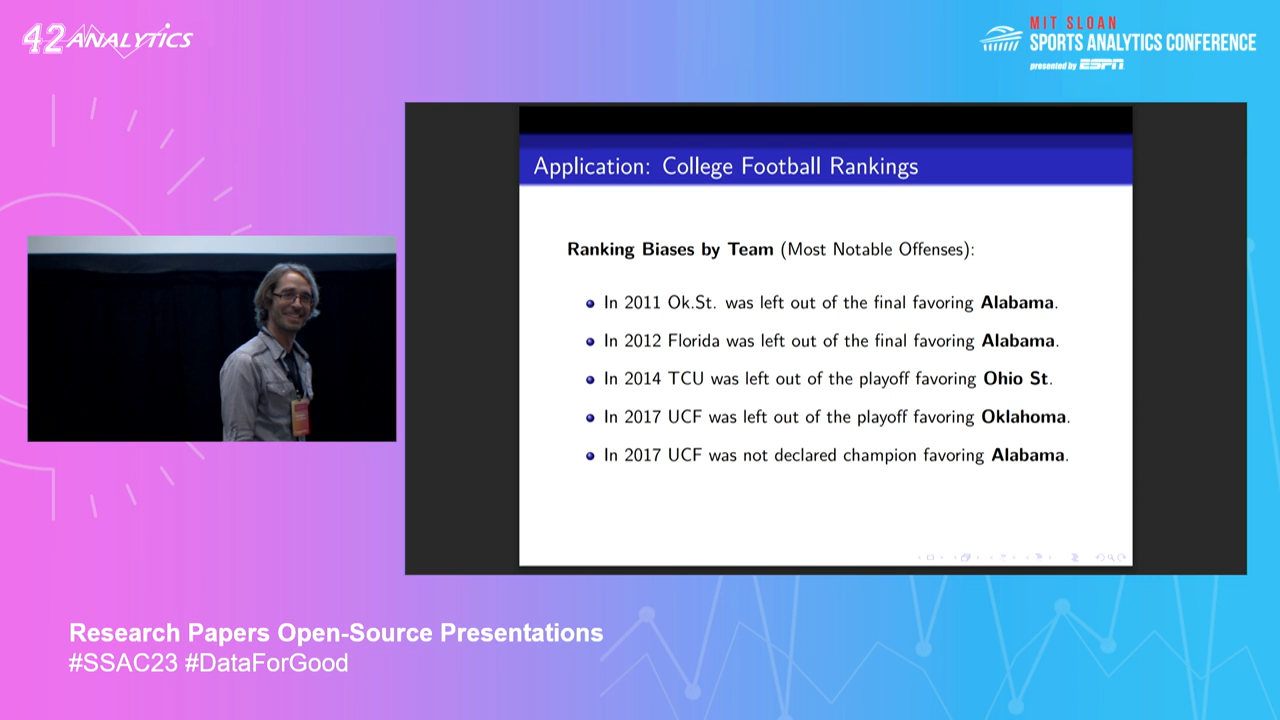 42 ANALYTICS
MIT SLOAN
SPORTS ANALYTICS CONFERENCE
presented by ESPN
Application: College Football Rankings
Ranking Biases by Team (Most Notable Offenses):
In 2011 Ok.St. was left out of the final favoring Alabama.
In 2012 Florida was left out of the final favoring Alabama.
In 2014 TCU was left out of the playoff favoring Ohio St.
In 2017 UCF was left out of the playoff favoring Oklahoma.
In 2017 UCF was not declared champion favoring Alabama.
Research Papers Open-Source Presentations
#SSAC23 #DataForGood